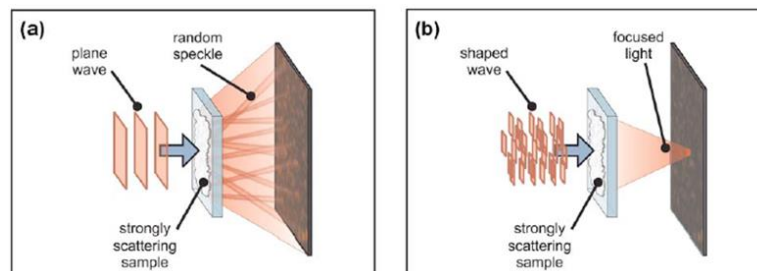 (a)
plane
wave
random
speckle
strongly
scattering
sample
(b)
shaped
wave
focused
light
strongly
scattering
sample